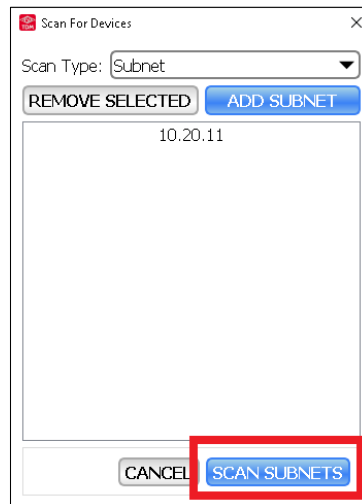 Scan For Devices
Scan Type: Subnet
REMOVE SELECTED ADD SUBNET
10.20.11
CANCEL SCAN SUBNETS